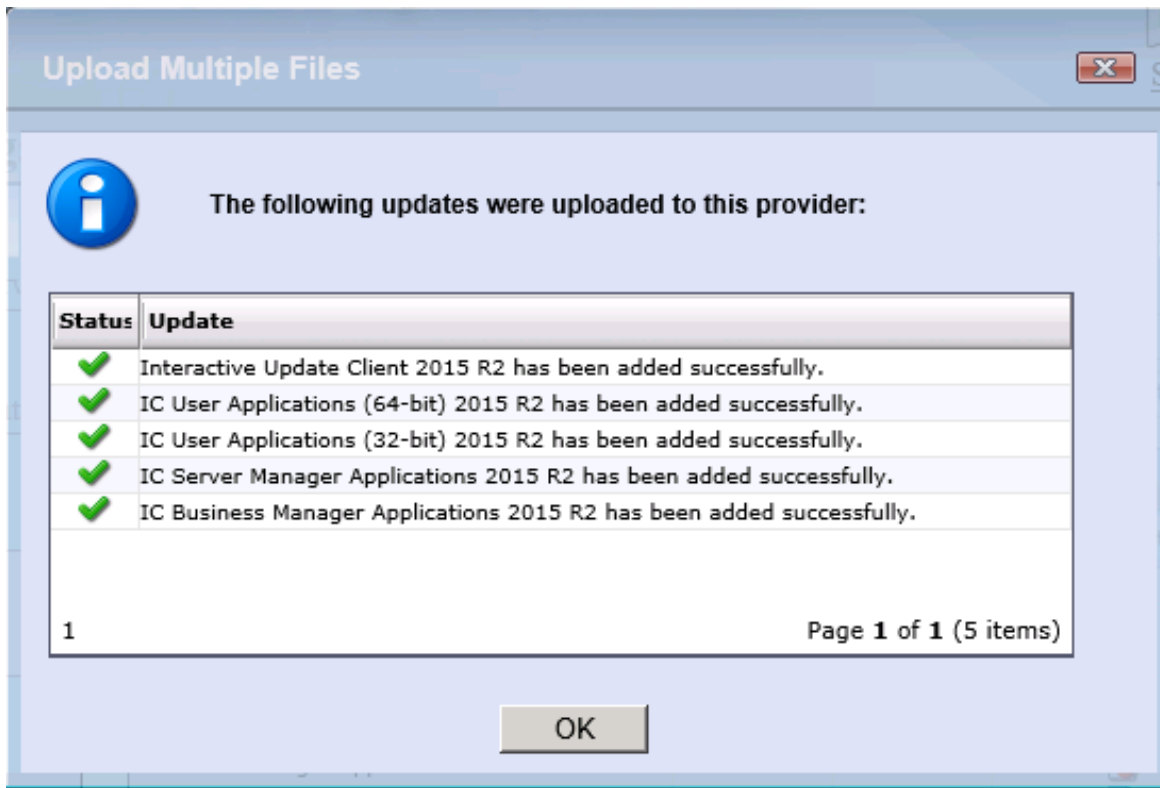 Upload Multiple Files
The following updates were uploaded to this provider:
Status Update
Interactive Update Client 2015 R2 has been added successfully.
IC User Applications (64-bit) 2015 R2 has been added successfully.
IC User Applications (32-bit) 2015 R2 has been added successfully.
IC Server Manager Applications 2015 R2 has been added successfully.
IC Business Manager Applications 2015 R2 has been added successfully.
1 Page 1 of 1 (5 items)
OK